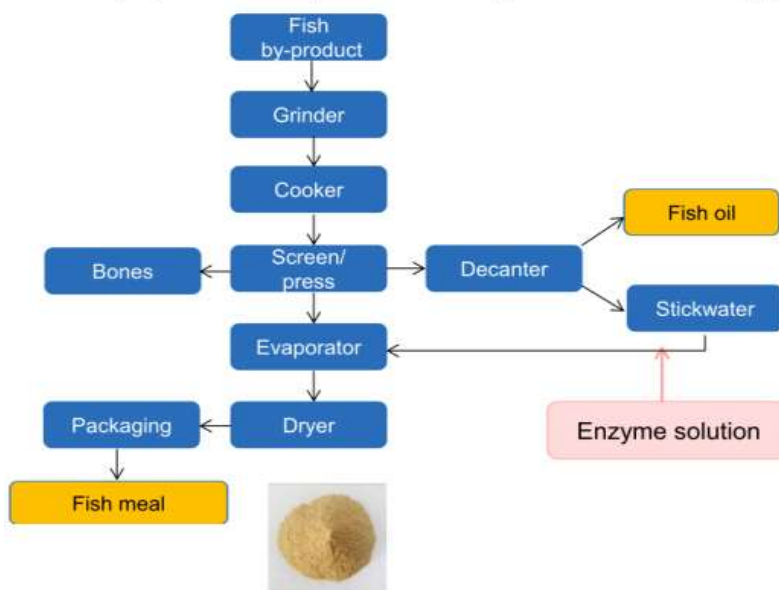 Fish
by-product
Grinder
Cooker
Fish oil
Bones
Screen/
press
Decanter
Stickwater
Evaporator
Packaging
Dryer
Enzyme solution
Fish meal